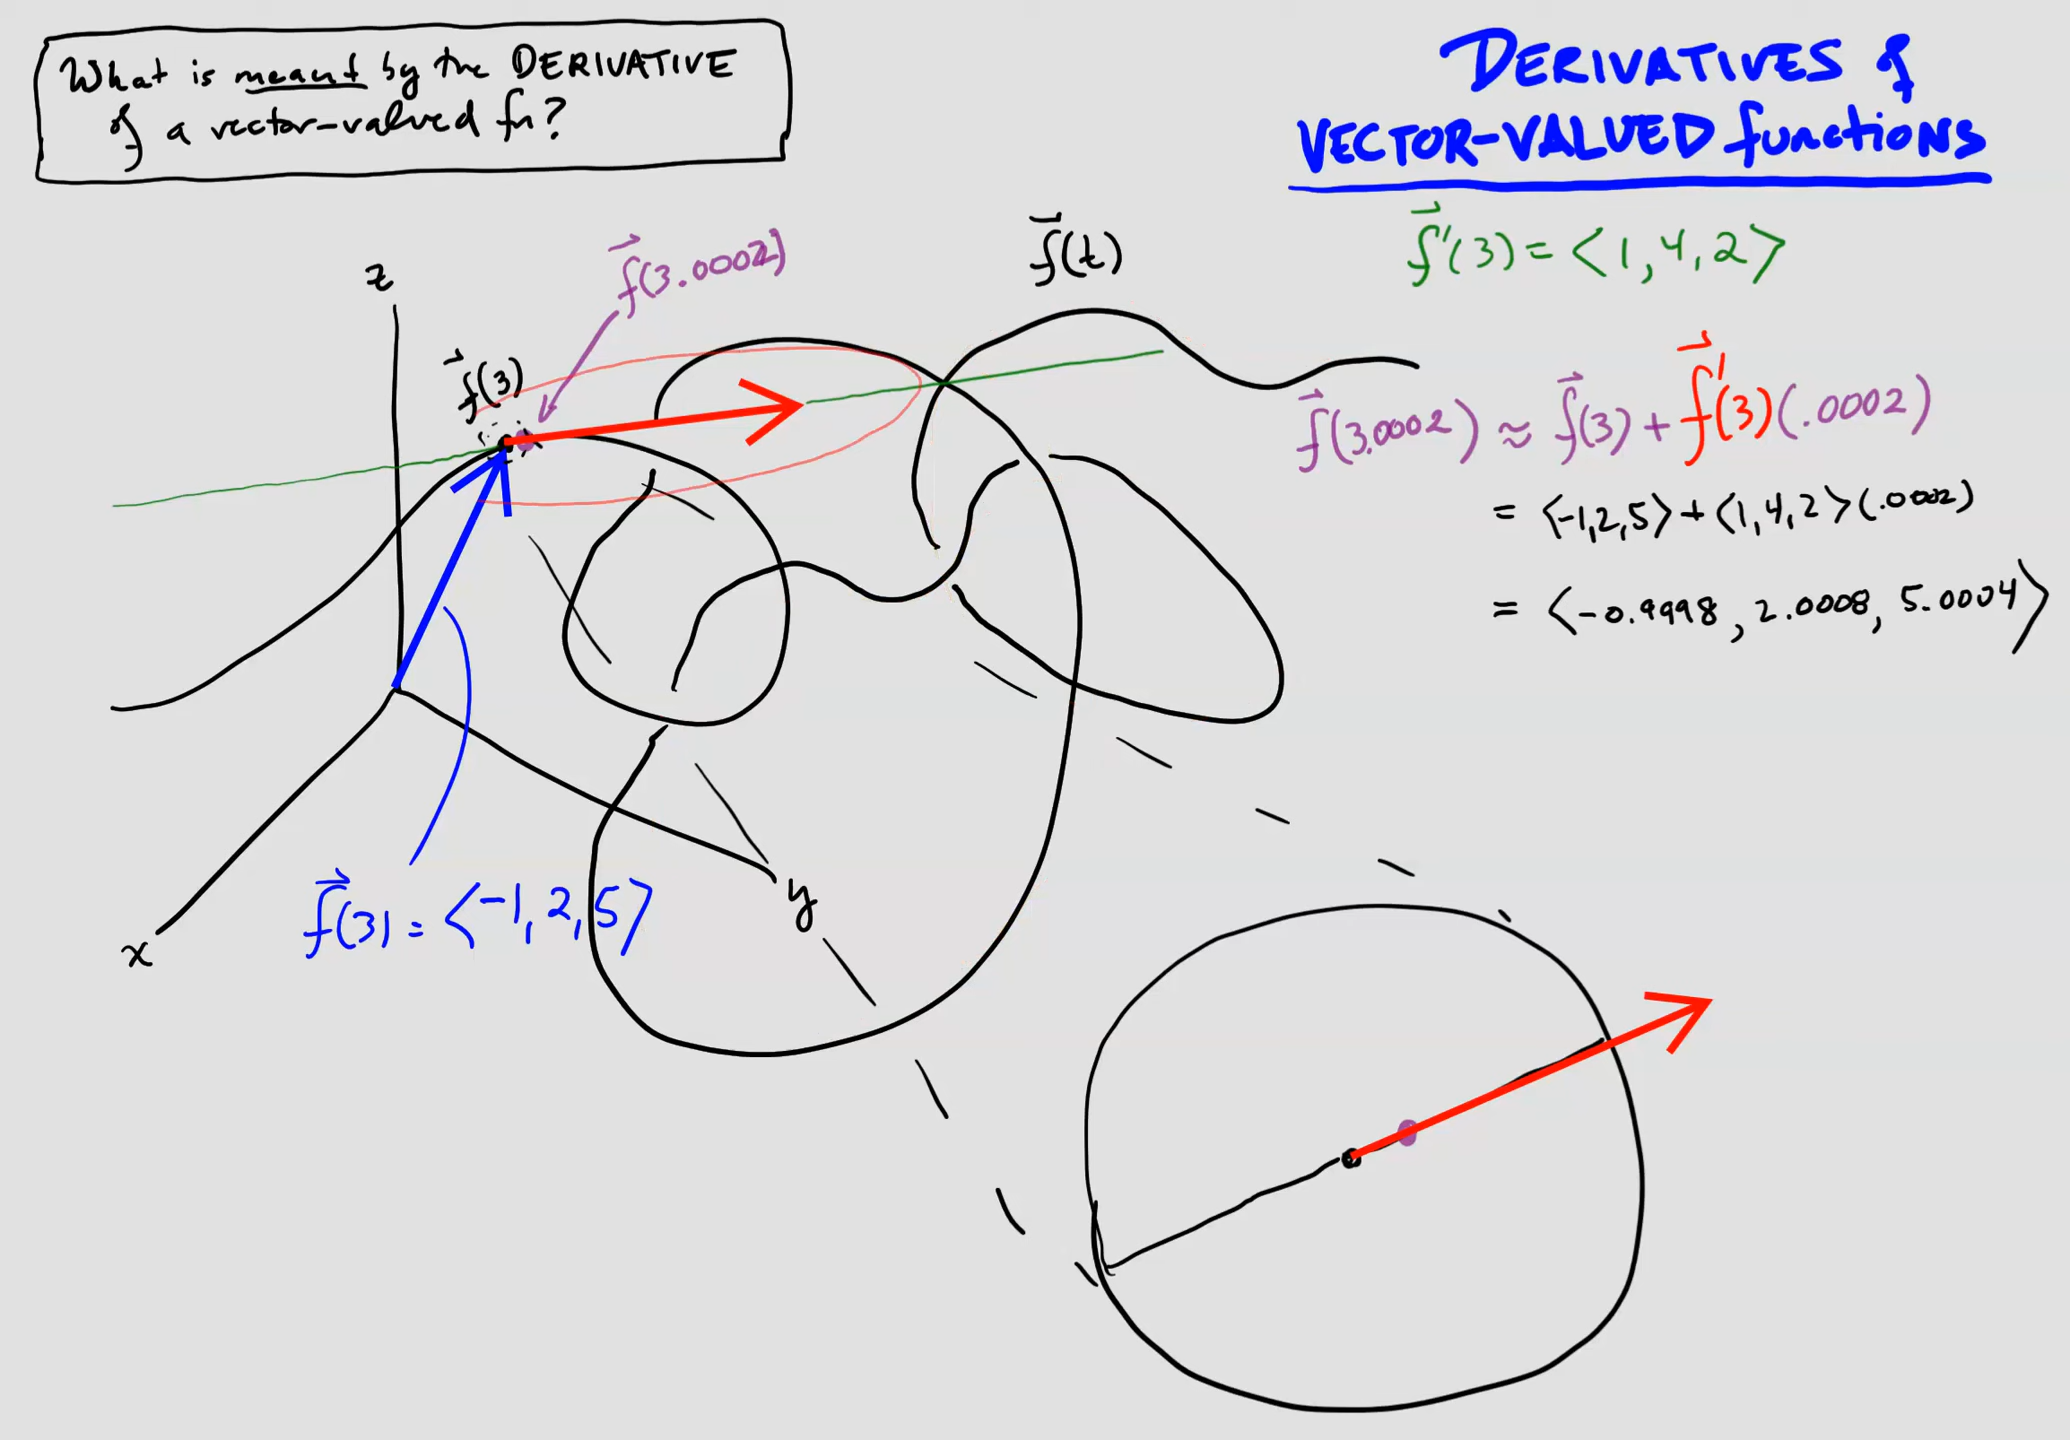 What is meant by the DERIVATIVE
of a vector-valued fn?
DERIVATIVES of
VECTOR-VALUED functions
f⃗'(3) = <1, 4, 2>
f⃗(3.0002)
f⃗(t)
z
f⃗(3)
f⃗(3.0002) ≈ f⃗(3) + f⃗'(3)(.0002)
= <-1,2,5> + <1,4,2>(.0002)
= <-0.9998, 2.0008, 5.0004>
f⃗(3) = <-1, 2, 5>
y
x